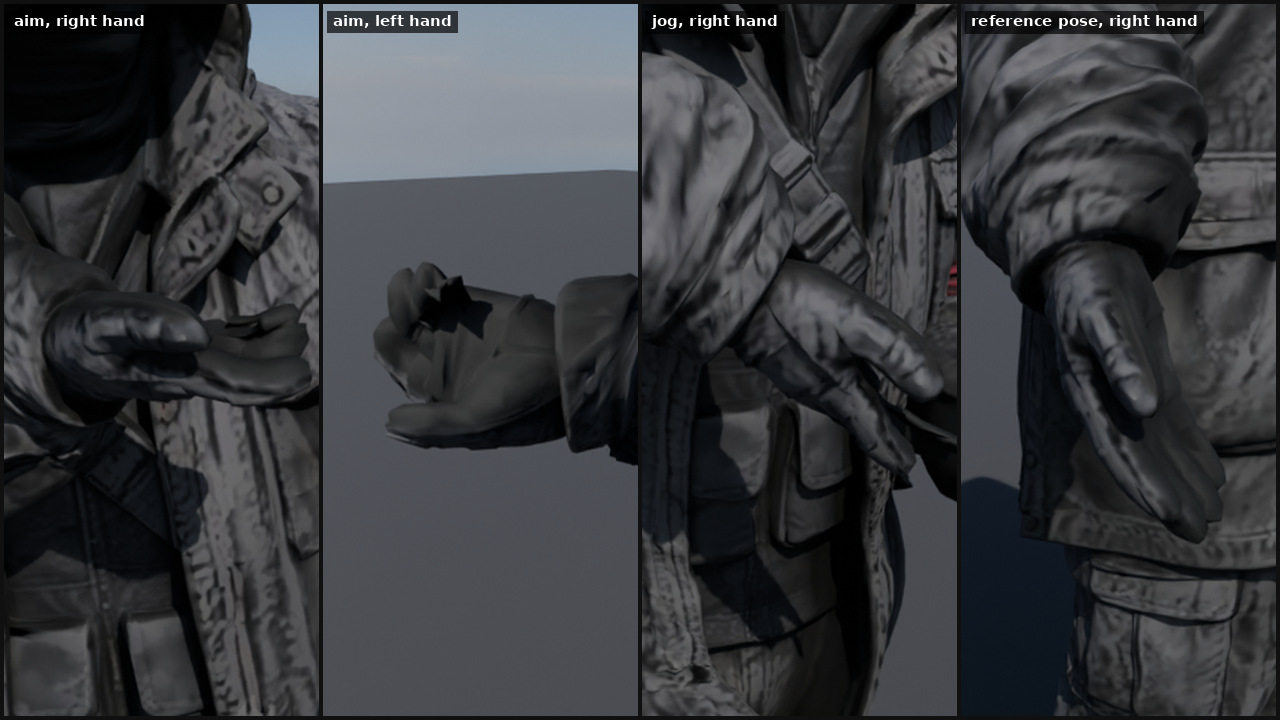 aim, right hand
aim, left hand
jog, right hand
reference pose, right hand